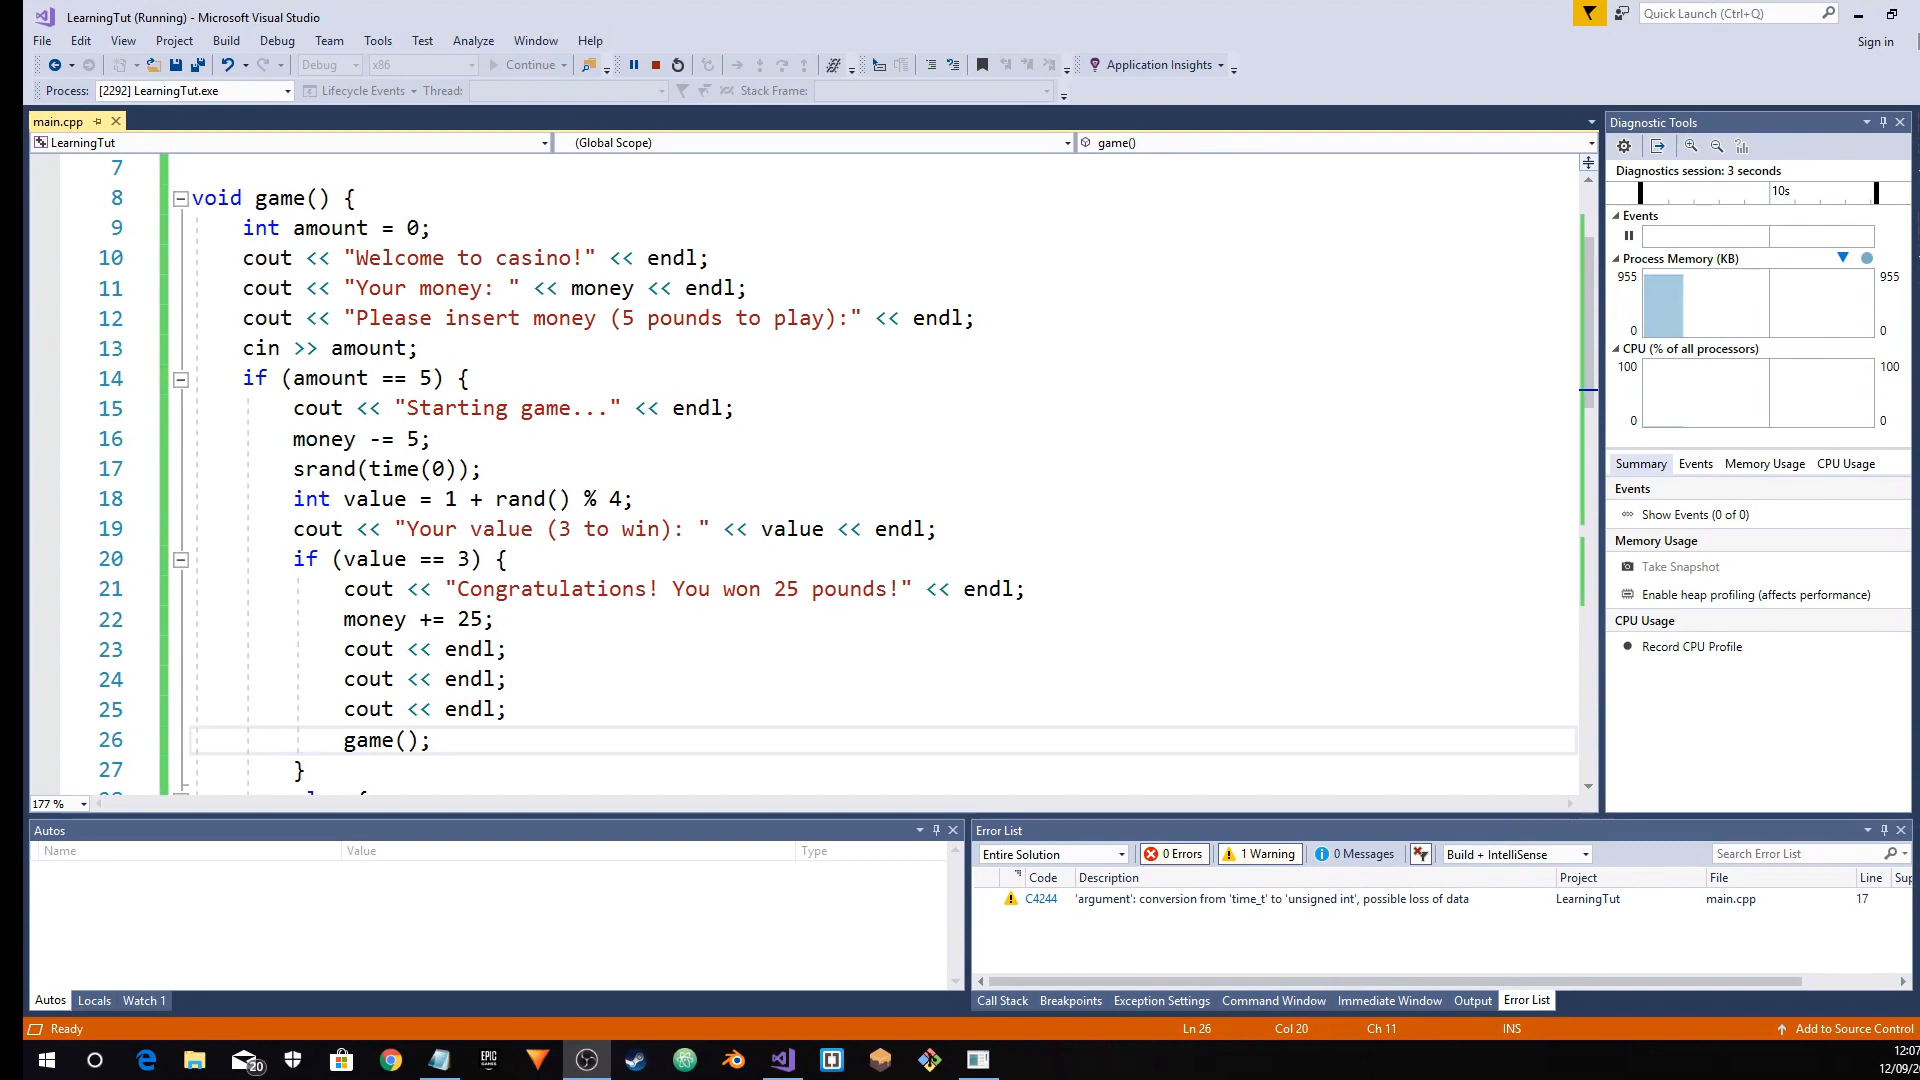 LearningTut (Running) - Microsoft Visual Studio
Quick Launch (Ctrl+Q)
File Edit View Project Build Debug Team Tools Test Analyze Window Help
Sign in
Debug x86 Continue Application Insights
Process: [2292] LearningTut.exe Lifecycle Events Thread: Stack Frame:
main.cpp
LearningTut (Global Scope) game()
7
8 void game() {
9 int amount = 0;
10 cout << "Welcome to casino!" << endl;
11 cout << "Your money: " << money << endl;
12 cout << "Please insert money (5 pounds to play):" << endl;
13 cin >> amount;
14 if (amount == 5) {
15 cout << "Starting game..." << endl;
16 money -= 5;
17 srand(time(0));
18 int value = 1 + rand() % 4;
19 cout << "Your value (3 to win): " << value << endl;
20 if (value == 3) {
21 cout << "Congratulations! You won 25 pounds!" << endl;
22 money += 25;
23 cout << endl;
24 cout << endl;
25 cout << endl;
26 game();
27 }
177 %
Diagnostic Tools
Diagnostics session: 3 seconds
10s
Events
Process Memory (KB)
955 955
0 0
CPU (% of all processors)
100 100
0 0
Summary Events Memory Usage CPU Usage
Events
Show Events (0 of 0)
Memory Usage
Take Snapshot
Enable heap profiling (affects performance)
CPU Usage
Record CPU Profile
Autos
Name Value Type
Autos Locals Watch 1
Error List
Entire Solution 0 Errors 1 Warning 0 Messages Build + IntelliSense Search Error List
Code Description Project File Line Sup
C4244 'argument': conversion from 'time_t' to 'unsigned int', possible loss of data LearningTut main.cpp 17
Call Stack Breakpoints Exception Settings Command Window Immediate Window Output Error List
Ready Ln 26 Col 20 Ch 11 INS Add to Source Control
20 EPIC GAMES
12:07
12/09/2